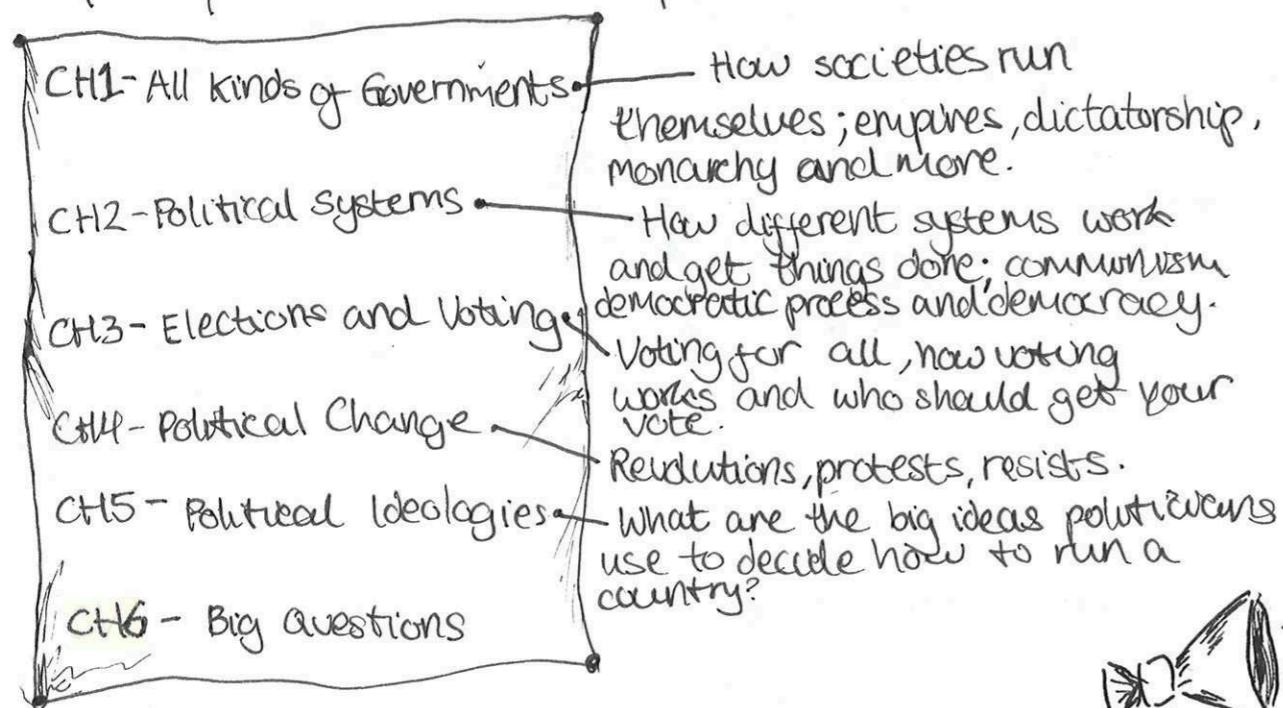 CH1- All Kinds of Governments
How societies run
themselves; empires, dictatorship,
monarchy and more.
CH2-Political Systems
How different systems work
and get things done; communism,
democratic process and democracy.
CH3- Elections and Voting
Voting for all, how voting
works and who should get your
vote.
CH4- Political Change
Revolutions, protests, resists.
CH5- Political Ideologies
What are the big ideas politicians
use to decide how to run a
country?
CH6 - Big Questions